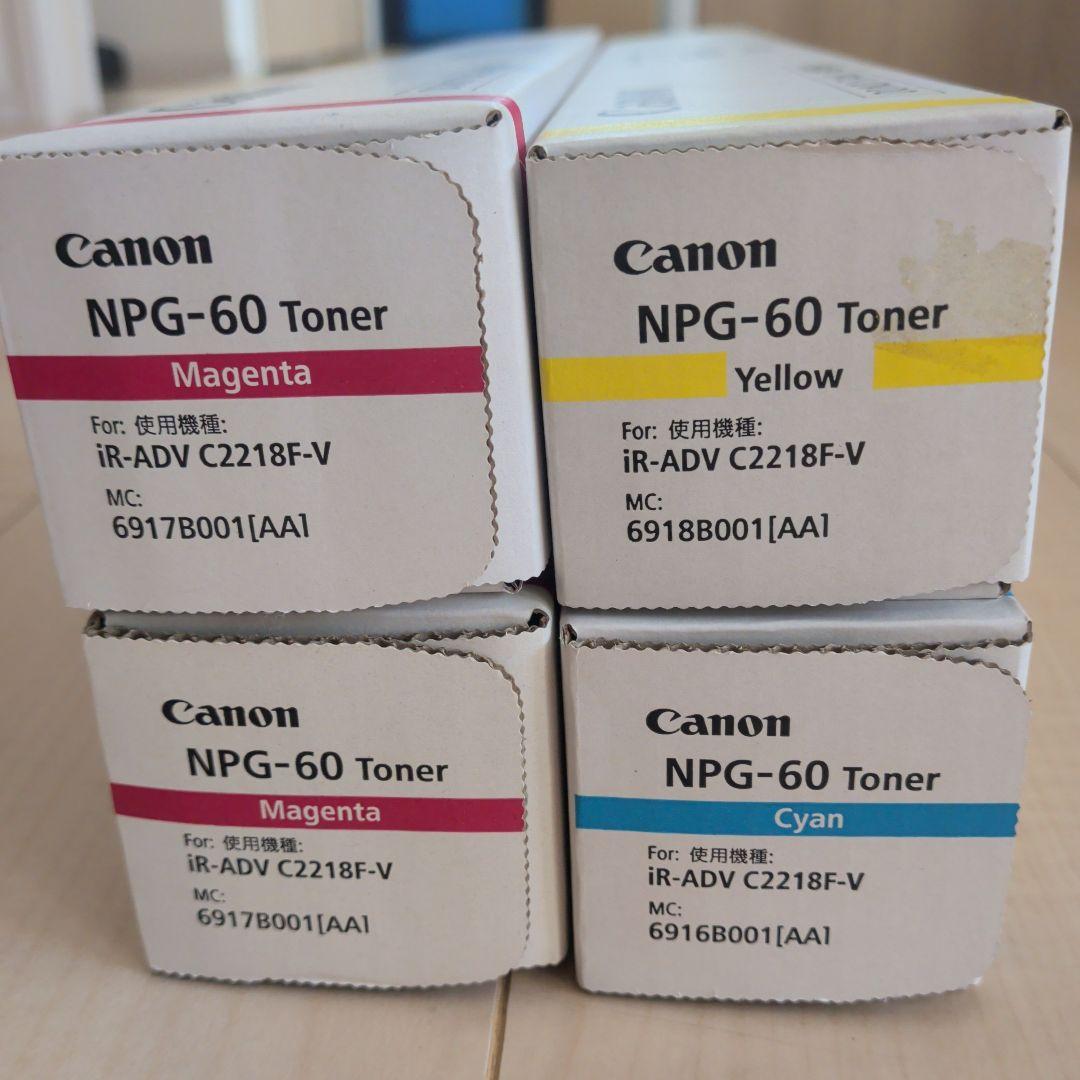 Canon
NPG-60 Toner
Magenta
For: 使用機種:
iR-ADV C2218F-V
MC:
6917B001[AA]
Canon
NPG-60 Toner
Yellow
For: 使用機種:
iR-ADV C2218F-V
MC:
6918B001[AA]
Canon
NPG-60 Toner
Magenta
For: 使用機種:
iR-ADV C2218F-V
MC:
6917B001[AA]
Canon
NPG-60 Toner
Cyan
For: 使用機種:
iR-ADV C2218F-V
MC:
6916B001[AA]